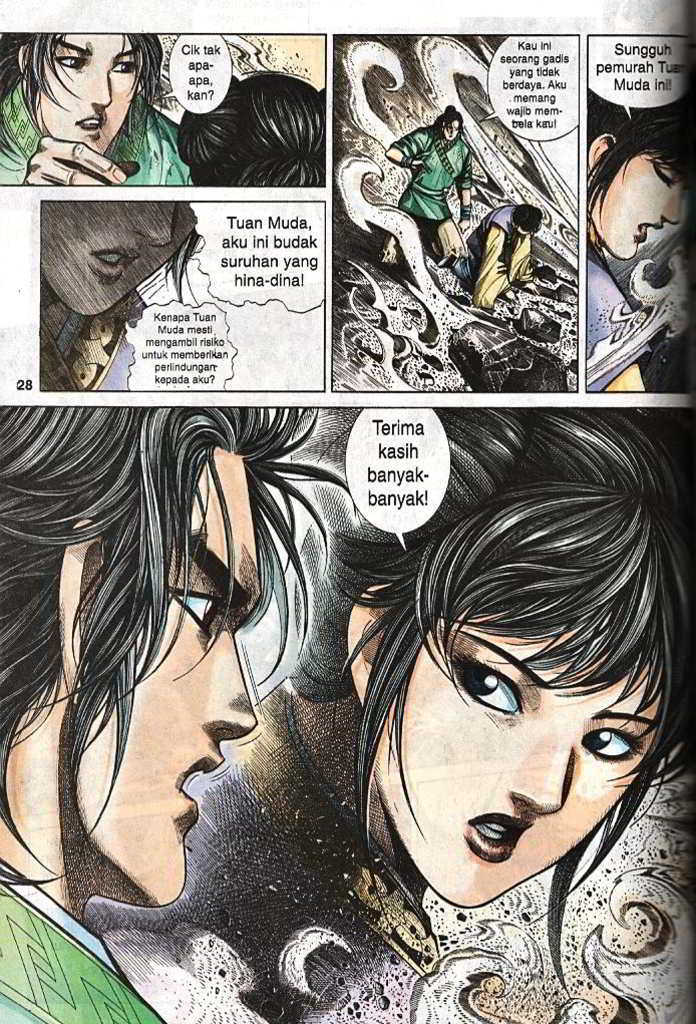 Cik tak
apa-
apa,
kan?
Kau ini
seorang gadis
yang tidak
berdaya. Aku
memang
wajib mem-
bela kau!
Sungguh
pemurah Tuan
Muda ini!
Tuan Muda,
aku ini budak
suruhan yang
hina-dina!
Kenapa Tuan
Muda mesti
mengambil risiko
untuk memberikan
perlindungan
kepada aku?
28
Terima
kasih
banyak-
banyak!